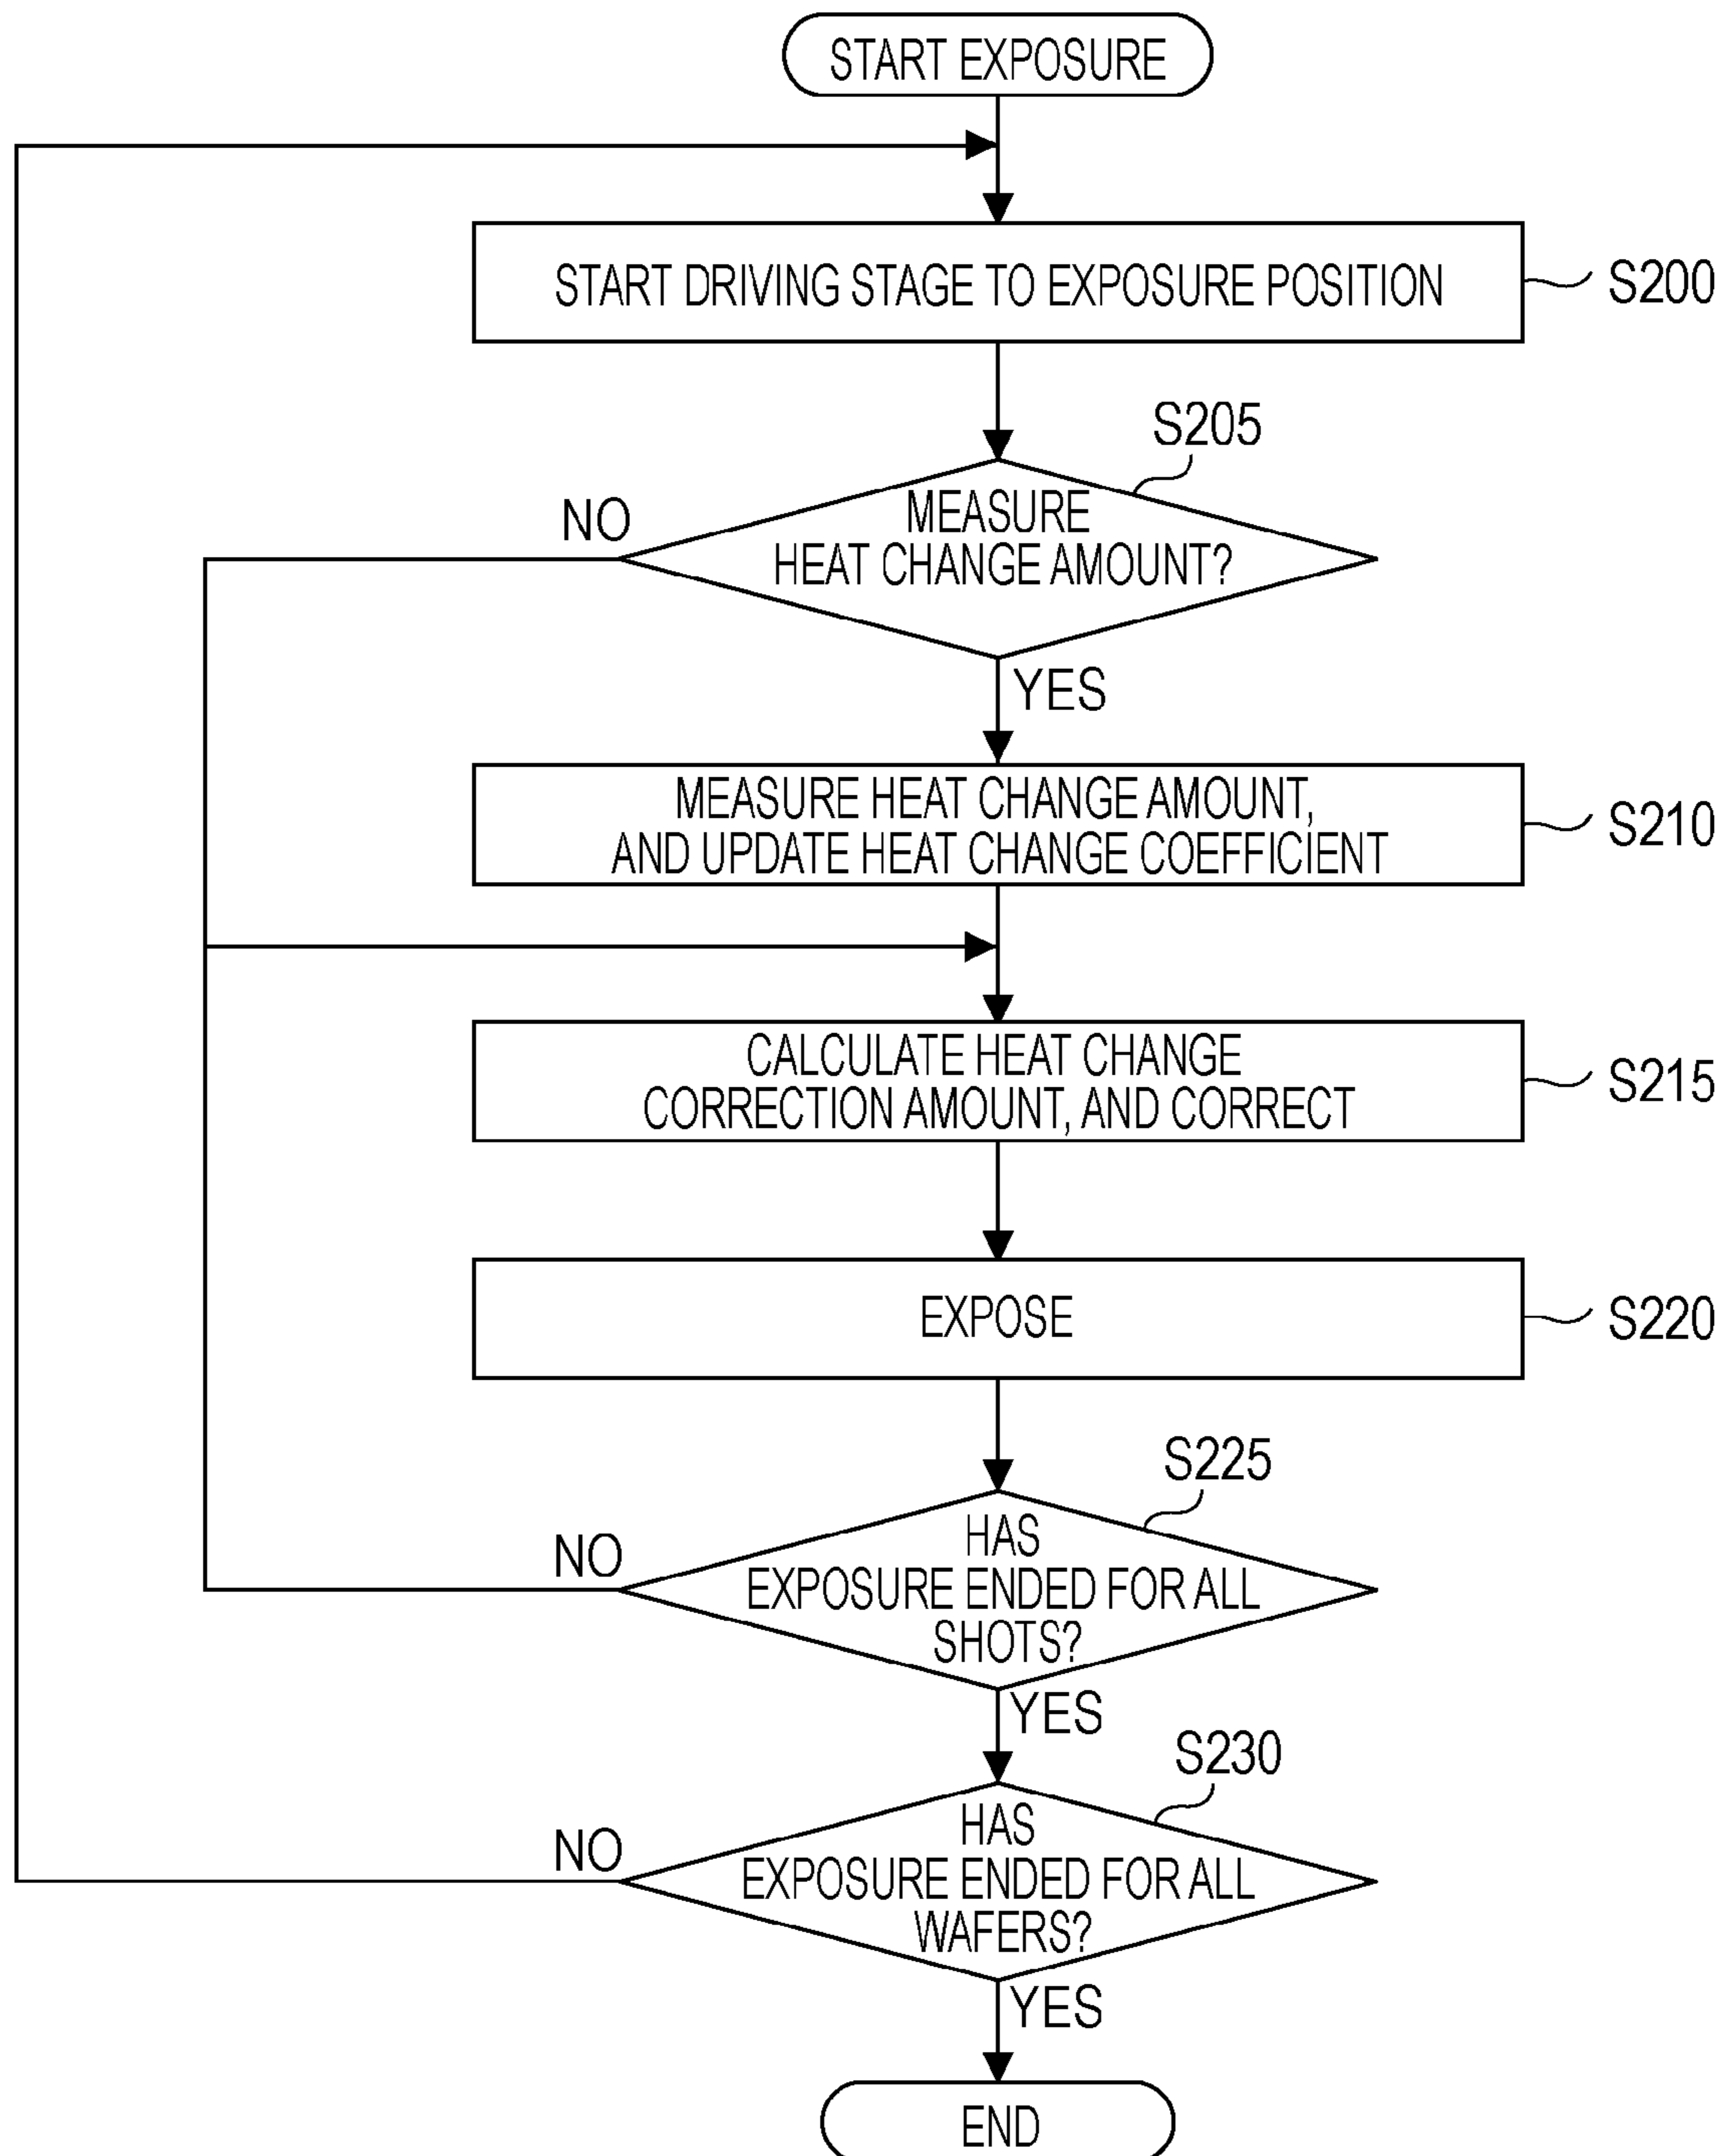 START EXPOSURE
START DRIVING STAGE TO EXPOSURE POSITION
S200
S205
MEASURE
HEAT CHANGE AMOUNT?
NO
YES
MEASURE HEAT CHANGE AMOUNT,
AND UPDATE HEAT CHANGE COEFFICIENT
S210
CALCULATE HEAT CHANGE
CORRECTION AMOUNT, AND CORRECT
S215
EXPOSE
S220
S225
HAS
EXPOSURE ENDED FOR ALL
SHOTS?
NO
YES
S230
HAS
EXPOSURE ENDED FOR ALL
WAFERS?
NO
YES
END